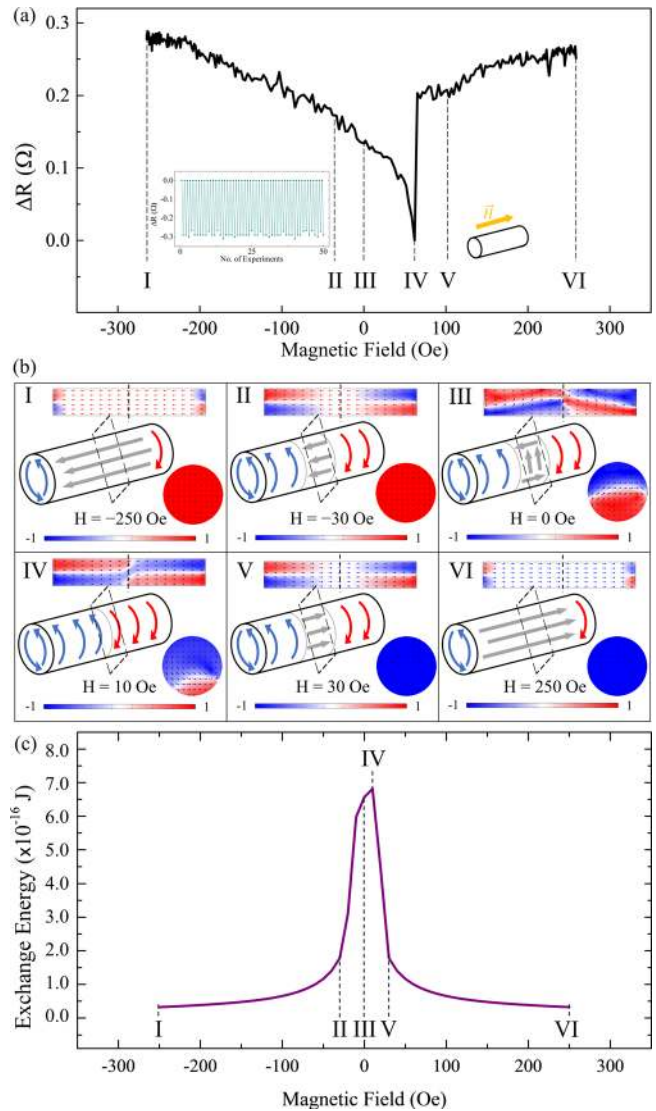 (a)
0.3
0.2
0.1
0.0
ΔR (Ω)
0.0
-0.1
-0.2
-0.3
ΔR (Ω)
0
25
50
No. of Experiments
n
I
II
III
IV
V
VI
-300
-200
-100
0
100
200
300
Magnetic Field (Oe)
(b)
I
H = −250 Oe
-1
1
II
H = −30 Oe
-1
1
III
H = 0 Oe
-1
1
IV
H = 10 Oe
-1
1
V
H = 30 Oe
-1
1
VI
H = 250 Oe
-1
1
(c)
8.0
7.0
6.0
5.0
4.0
3.0
2.0
1.0
0.0
Exchange Energy (x10⁻¹⁶ J)
IV
I
II
III
V
VI
-300
-200
-100
0
100
200
300
Magnetic Field (Oe)